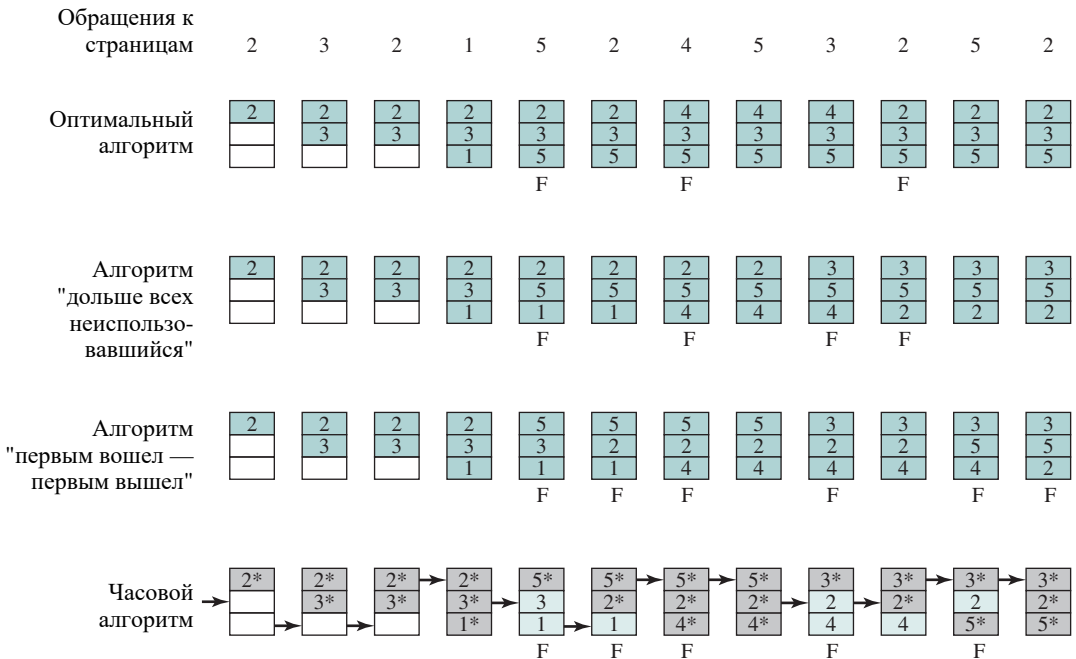 Обращения к
страницам 2 3 2 1 5 2 4 5 3 2 5 2
Оптимальный
алгоритм
2 2 2 2 2 2 4 4 4 2 2 2
3 3 3 3 3 3 3 3 3 3 3
1 5 5 5 5 5 5 5 5
F F F
Алгоритм
"дольше всех
неиспользо-
вавшийся"
2 2 2 2 2 2 2 2 3 3 3 3
3 3 3 5 5 5 5 5 5 5 5
1 1 1 4 4 4 2 2 2
F F F F
Алгоритм
"первым вошел —
первым вышел"
2 2 2 2 5 5 5 5 3 3 3 3
3 3 3 3 2 2 2 2 2 5 5
1 1 1 4 4 4 4 4 2
F F F F F F
Часовой
алгоритм
2* 2* 2* 2* 5* 5* 5* 5* 3* 3* 3* 3*
3* 3* 3* 3 2* 2* 2* 2 2* 2 2*
1* 1 1 4* 4* 4 4 5* 5*
F F F F F